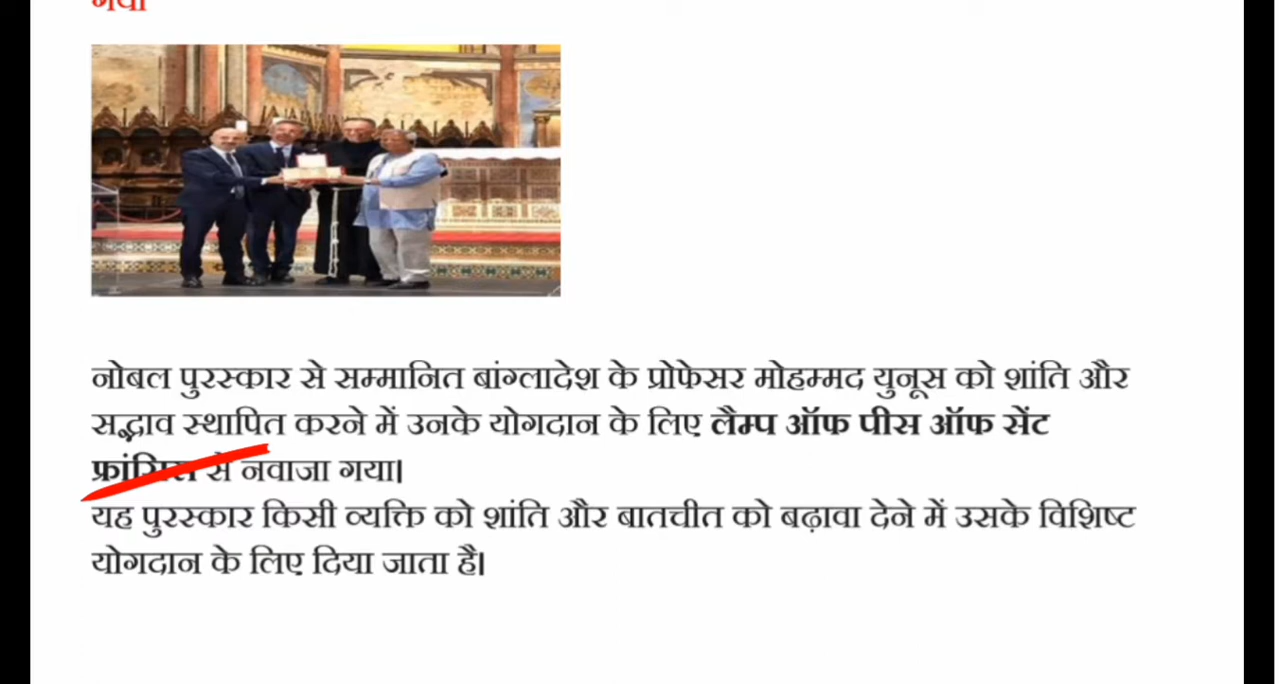 गया
नोबल पुरस्कार से सम्मानित बांग्लादेश के प्रोफेसर मोहम्मद युनूस को शांति और
सद्भाव स्थापित करने में उनके योगदान के लिए लैम्प ऑफ पीस ऑफ सेंट
फ्रांसिस से नवाजा गया।
यह पुरस्कार किसी व्यक्ति को शांति और बातचीत को बढ़ावा देने में उसके विशिष्ट
योगदान के लिए दिया जाता है।